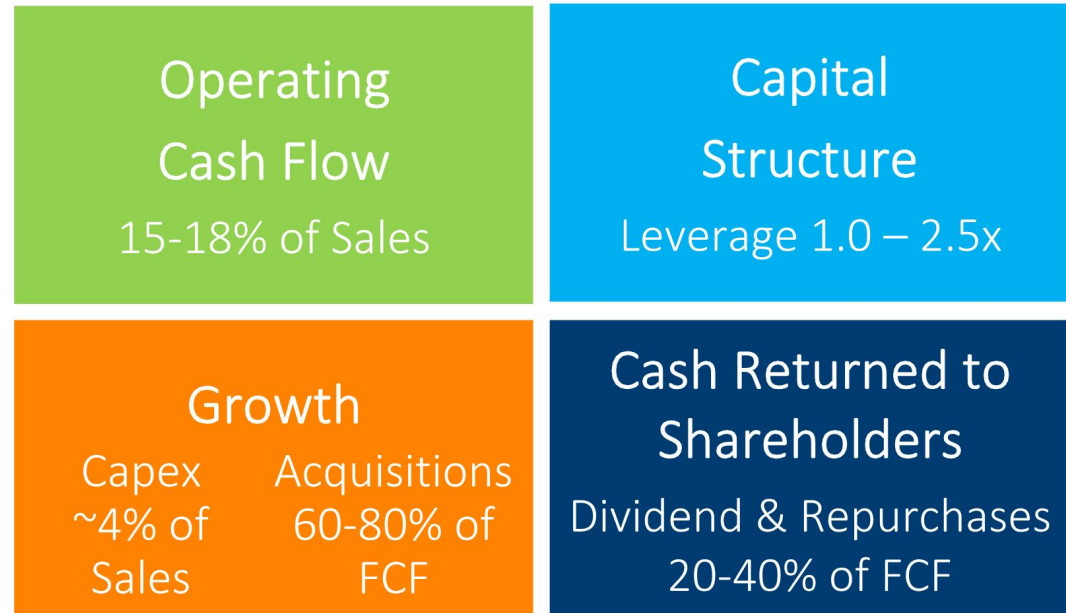 Operating
Cash Flow
15-18% of Sales
Capital
Structure
Leverage 1.0 – 2.5x
Growth
Capex
~4% of
Sales
Acquisitions
60-80% of
FCF
Cash Returned to
Shareholders
Dividend & Repurchases
20-40% of FCF